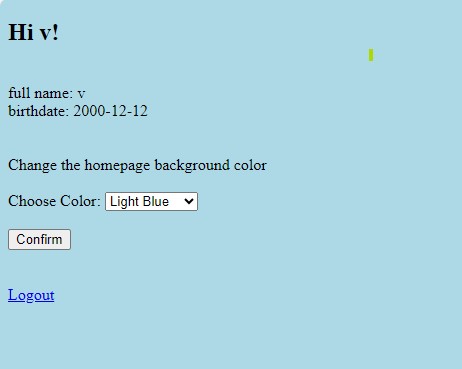 Hi v!
full name: v
birthdate: 2000-12-12
Change the homepage background color
Choose Color: Light Blue
Confirm
Logout